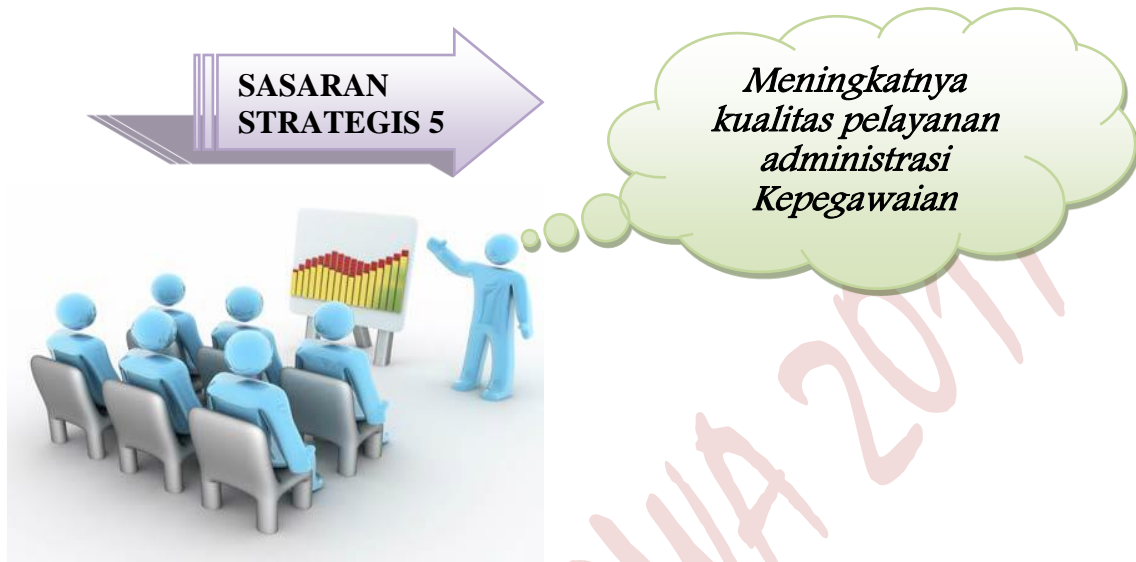 SASARAN
STRATEGIS 5
Meningkatnya
kualitas pelayanan
administrasi
Kepegawaian